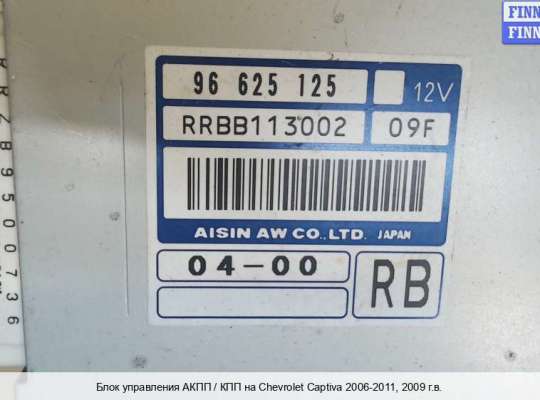 FINN
FINN
96 625 125
12V
RRBB113002
09F
AISIN AW CO., LTD. JAPAN
04-00
RB
Блок управления АКПП / КПП на Chevrolet Captiva 2006-2011, 2009 г.в.